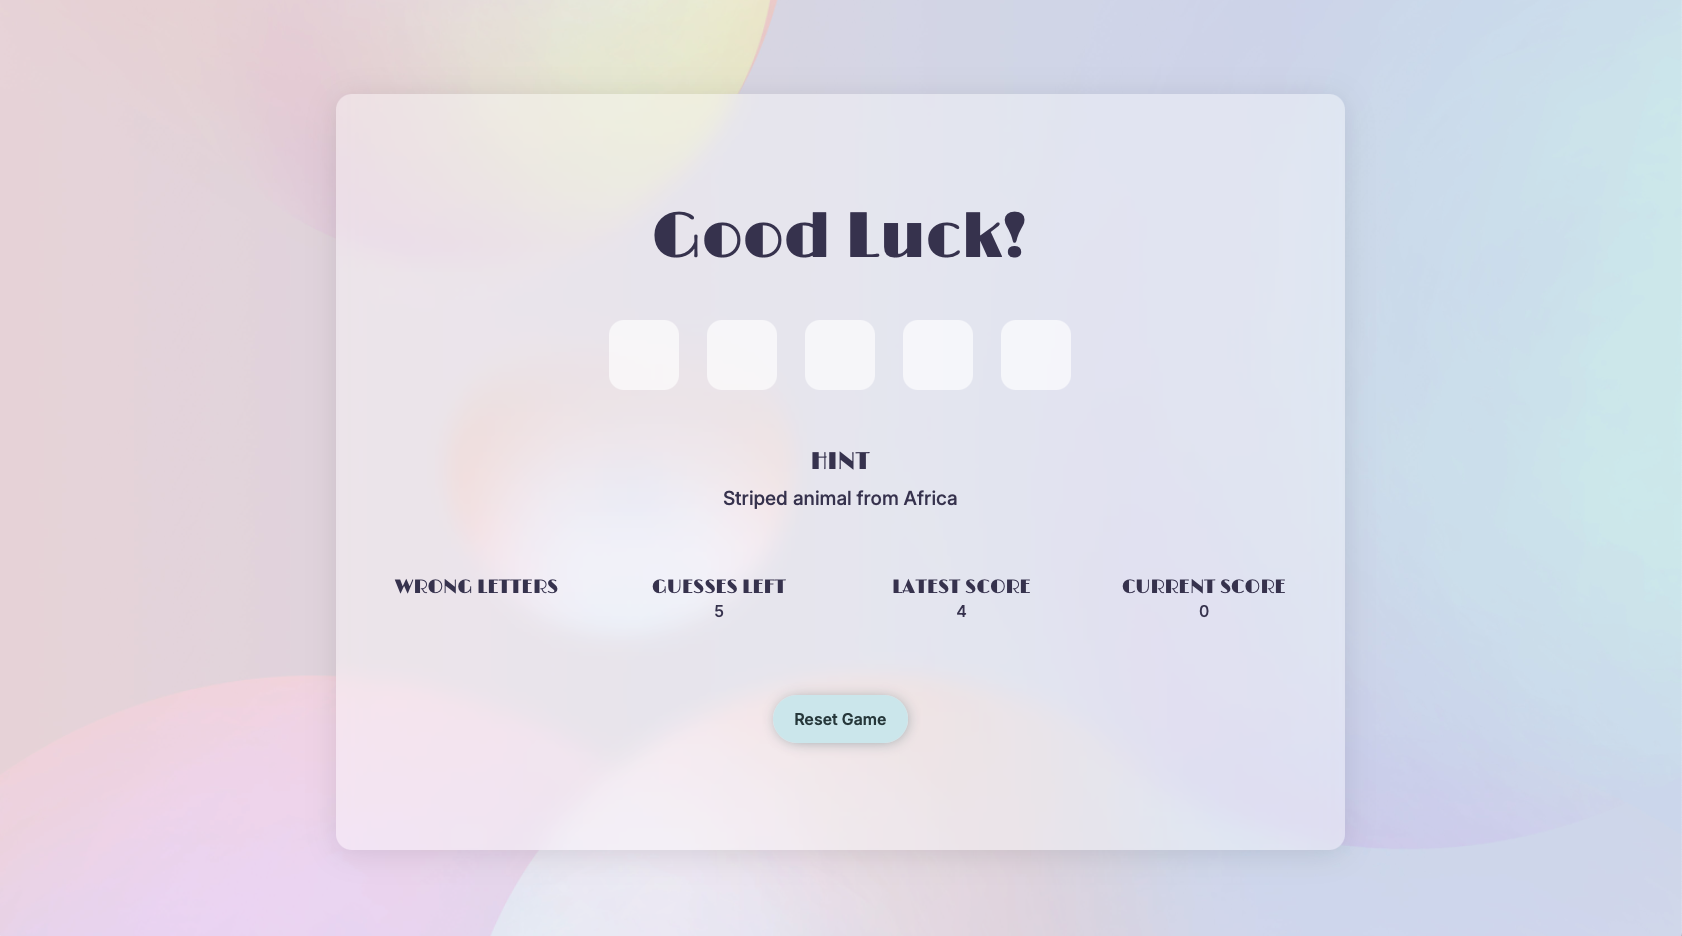 Good Luck!
HINT
Striped animal from Africa
WRONG LETTERS
GUESSES LEFT
5
LATEST SCORE
4
CURRENT SCORE
0
Reset Game